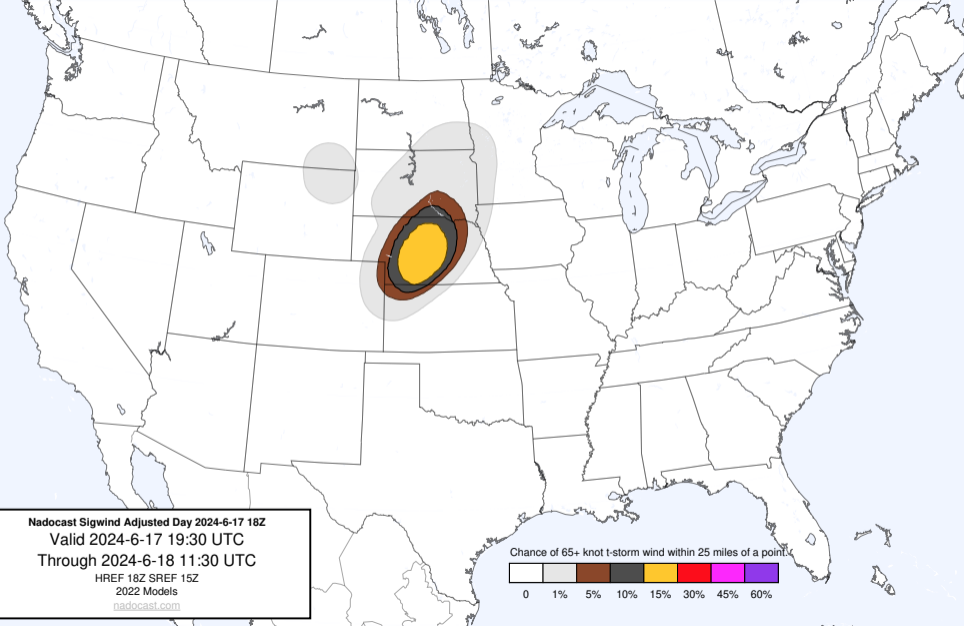 Nadocast Sigwind Adjusted Day 2024-6-17 18Z
Valid 2024-6-17 19:30 UTC
Through 2024-6-18 11:30 UTC
HREF 18Z SREF 15Z
2022 Models
nadocast.com
Chance of 65+ knot t-storm wind within 25 miles of a point.
0 1% 5% 10% 15% 30% 45% 60%